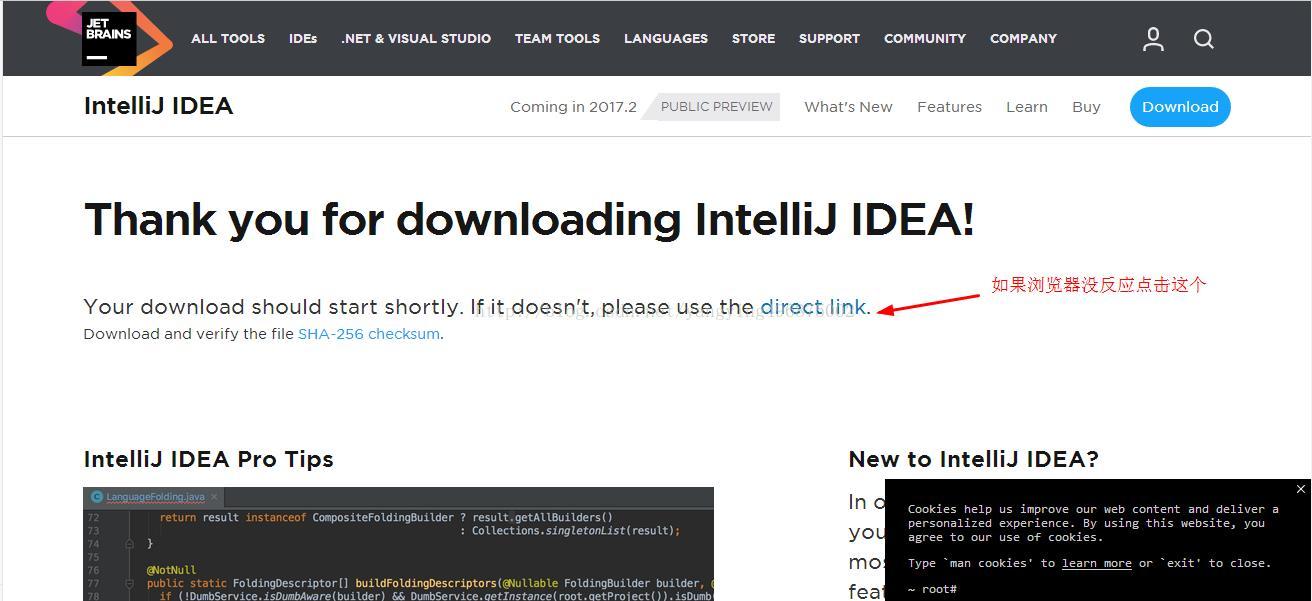 JET
BRAINS
ALL TOOLS IDEs .NET & VISUAL STUDIO TEAM TOOLS LANGUAGES STORE SUPPORT COMMUNITY COMPANY
IntelliJ IDEA
Coming in 2017.2 PUBLIC PREVIEW What's New Features Learn Buy Download
Thank you for downloading IntelliJ IDEA!
如果浏览器没反应点击这个
Your download should start shortly. If it doesn't, please use the direct link.
Download and verify the file SHA-256 checksum.
IntelliJ IDEA Pro Tips
LanguageFolding.java ×
72 return result instanceof CompositeFoldingBuilder ? result.getAllBuilders()
73 : Collections.singletonList(result);
74 }
75
76 @NotNull
77 public static FoldingDescriptor[] buildFoldingDescriptors(@Nullable FoldingBuilder builder, @
78 if (!DumbService.isDumbAware(builder) && DumbService.getInstance(root.getProject()).isDumb(
New to IntelliJ IDEA?
In o
you
mos
feat
Cookies help us improve our web content and deliver a
personalized experience. By using this website, you
agree to our use of cookies.
Type `man cookies' to learn more or `exit' to close.
~ root#